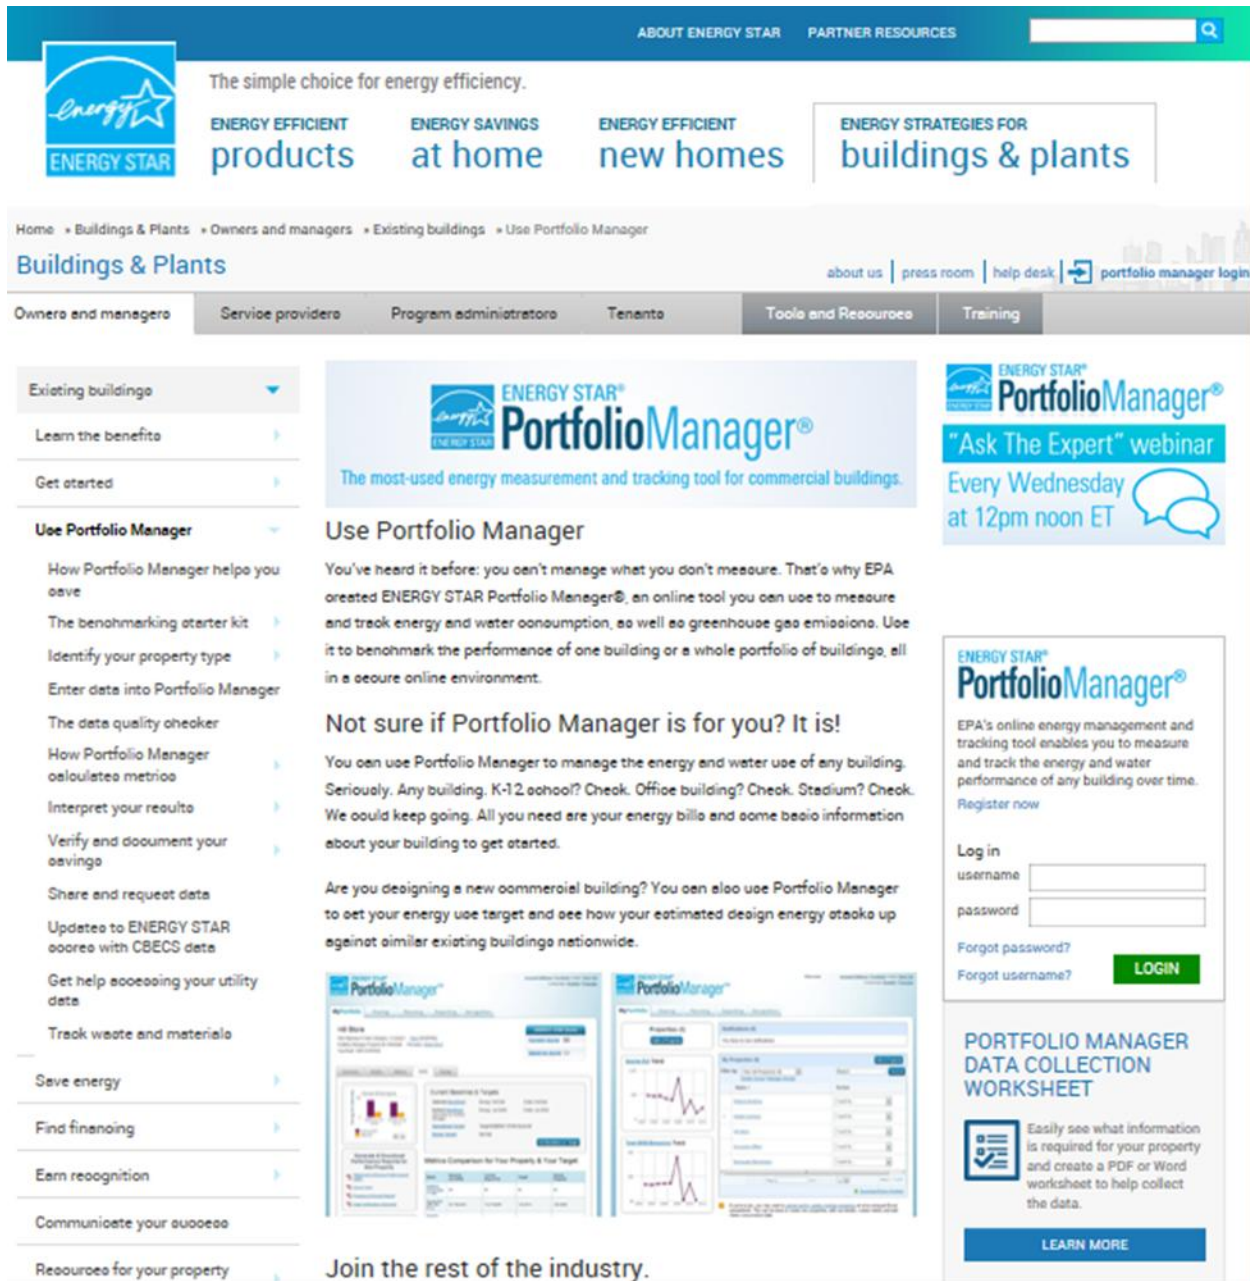 ABOUT ENERGY STAR PARTNER RESOURCES
energy
ENERGY STAR
The simple choice for energy efficiency.
ENERGY EFFICIENT
products
ENERGY SAVINGS
at home
ENERGY EFFICIENT
new homes
ENERGY STRATEGIES FOR
buildings & plants
Home » Buildings & Plants » Owners and managers » Existing buildings » Use Portfolio Manager
Buildings & Plants
about us | press room | help desk | portfolio manager login
Owners and managers Service providers Program administrators Tenants Tools and Resources Training
Existing buildings
Learn the benefits
Get started
Use Portfolio Manager
How Portfolio Manager helps you
save
The benchmarking starter kit
Identify your property type
Enter data into Portfolio Manager
The data quality checker
How Portfolio Manager
calculates metrics
Interpret your results
Verify and document your
savings
Share and request data
Updates to ENERGY STAR
scores with CBECS data
Get help accessing your utility
data
Track waste and materials
Save energy
Find financing
Earn recognition
Communicate your success
Resources for your property
energy
ENERGY STAR
ENERGY STAR®
PortfolioManager®
The most-used energy measurement and tracking tool for commercial buildings.
Use Portfolio Manager
You've heard it before: you can't manage what you don't measure. That's why EPA
created ENERGY STAR Portfolio Manager®, an online tool you can use to measure
and track energy and water consumption, as well as greenhouse gas emissions. Use
it to benchmark the performance of one building or a whole portfolio of buildings, all
in a secure online environment.
Not sure if Portfolio Manager is for you? It is!
You can use Portfolio Manager to manage the energy and water use of any building.
Seriously. Any building. K-12 school? Check. Office building? Check. Stadium? Check.
We could keep going. All you need are your energy bills and some basic information
about your building to get started.
Are you designing a new commercial building? You can also use Portfolio Manager
to set your energy use target and see how your estimated design energy stacks up
against similar existing buildings nationwide.
PortfolioManager
Current Baselines & Targets
Metrics Comparison for Your Property & Your Target
PortfolioManager
Join the rest of the industry.
ENERGY STAR®
PortfolioManager®
"Ask The Expert" webinar
Every Wednesday
at 12pm noon ET
ENERGY STAR®
PortfolioManager®
EPA's online energy management and
tracking tool enables you to measure
and track the energy and water
performance of any building over time.
Register now
Log in
username
password
Forgot password?
Forgot username?
LOGIN
PORTFOLIO MANAGER
DATA COLLECTION
WORKSHEET
Easily see what information
is required for your property
and create a PDF or Word
worksheet to help collect
the data.
LEARN MORE